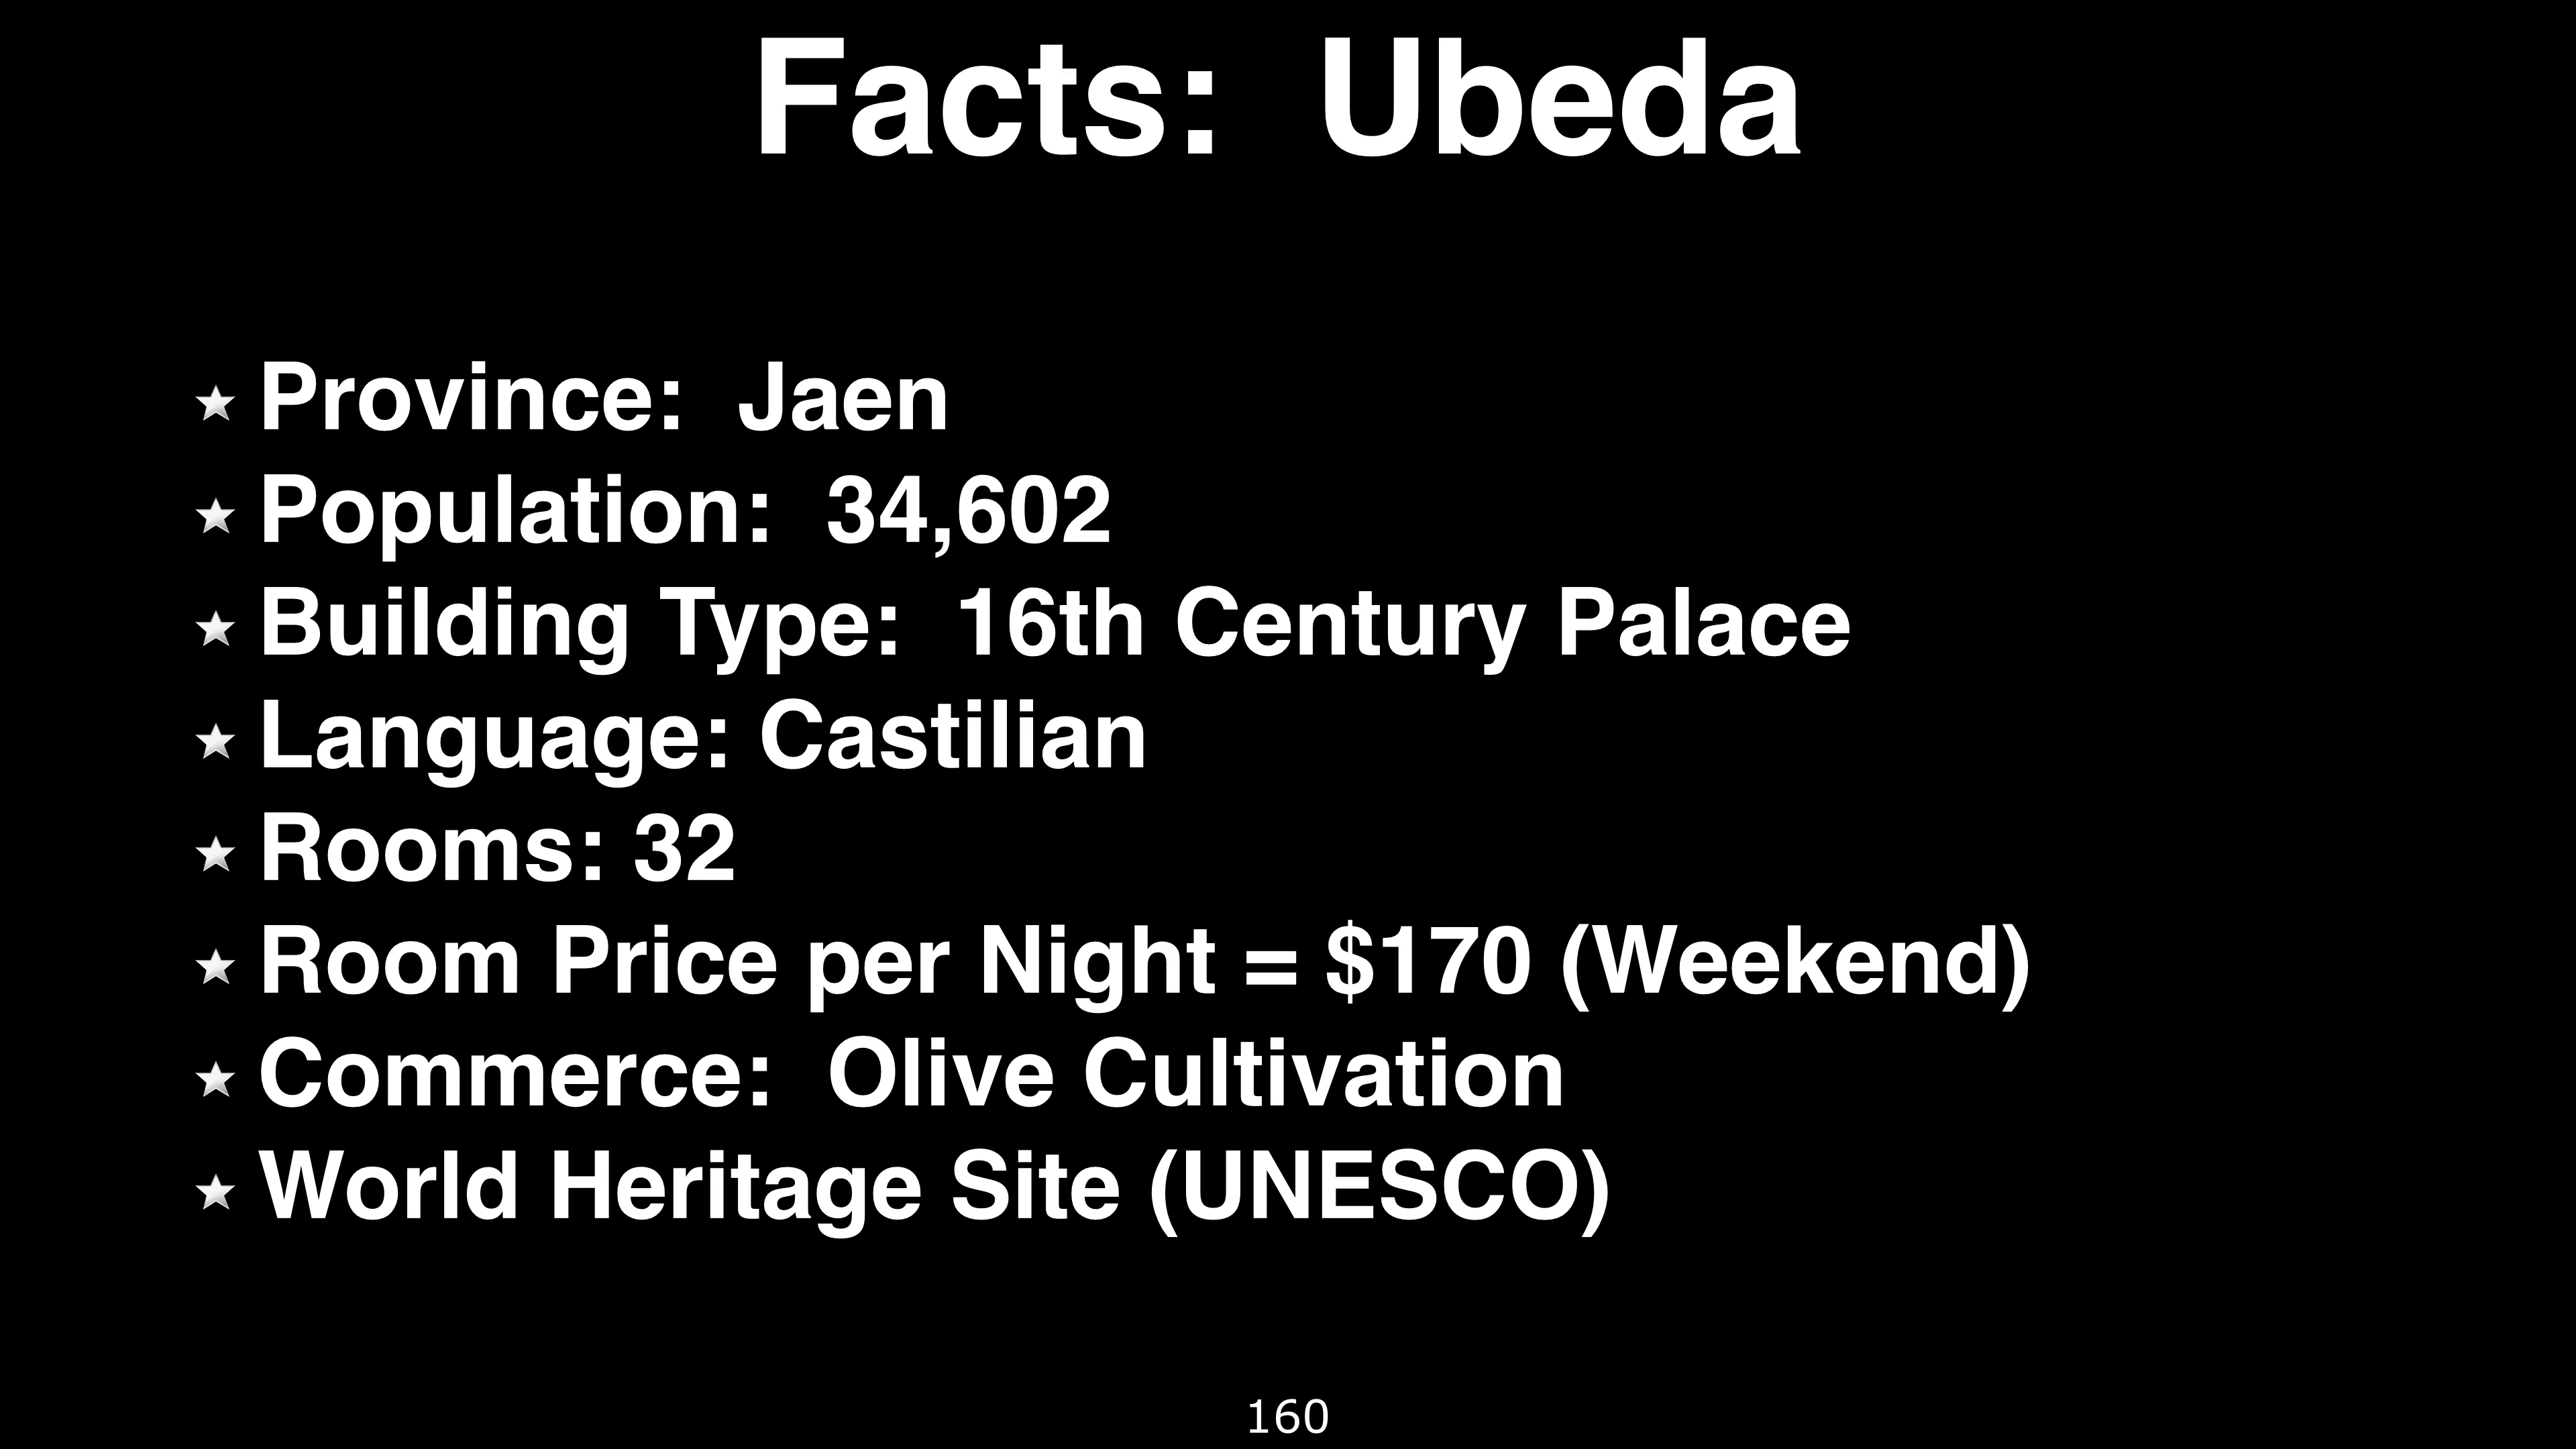 Facts: Ubeda
Province: Jaen
Population: 34,602
Building Type: 16th Century Palace
Language: Castilian
Rooms: 32
Room Price per Night = $170 (Weekend)
Commerce: Olive Cultivation
World Heritage Site (UNESCO)
160